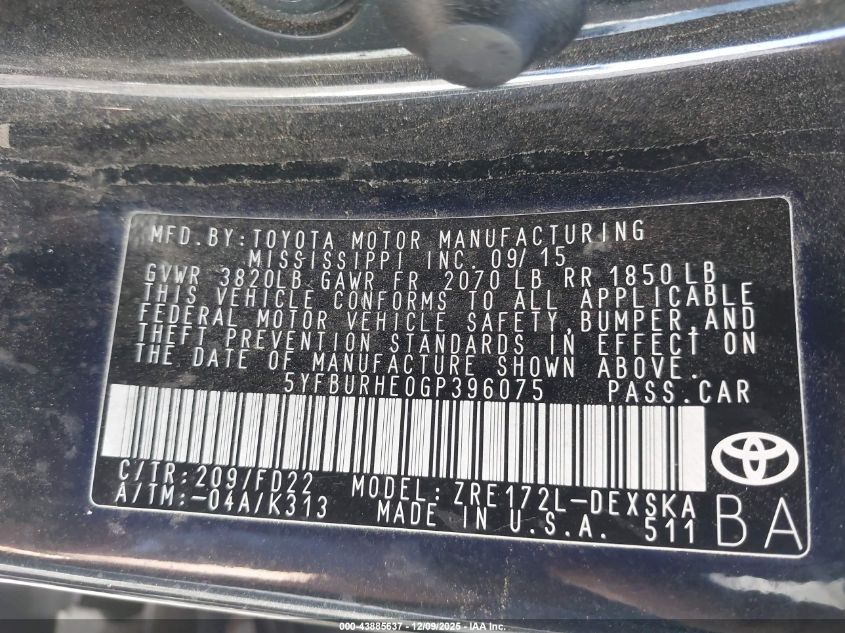 MFD.BY:TOYOTA MOTOR MANUFACTURING
MISSISSIPPI INC. 09/15
GVWR 3820LB GAWR FR 2070 LB RR 1850LB
THIS VEHICLE CONFORMS TO ALL APPLICABLE
FEDERAL MOTOR VEHICLE SAFETY,BUMPER,AND
THEFT PREVENTION STANDARDS IN EFFECT ON
THE DATE OF MANUFACTURE SHOWN ABOVE.
5YFBURHE0GP396075 PASS.CAR
C/TR:209/FD22 MODEL: ZRE172L-DEXSKA
A/TM:-04A/K313 MADE IN U.S.A. 511
BA
000-43885637 - 12/09/2025 - IAA Inc.